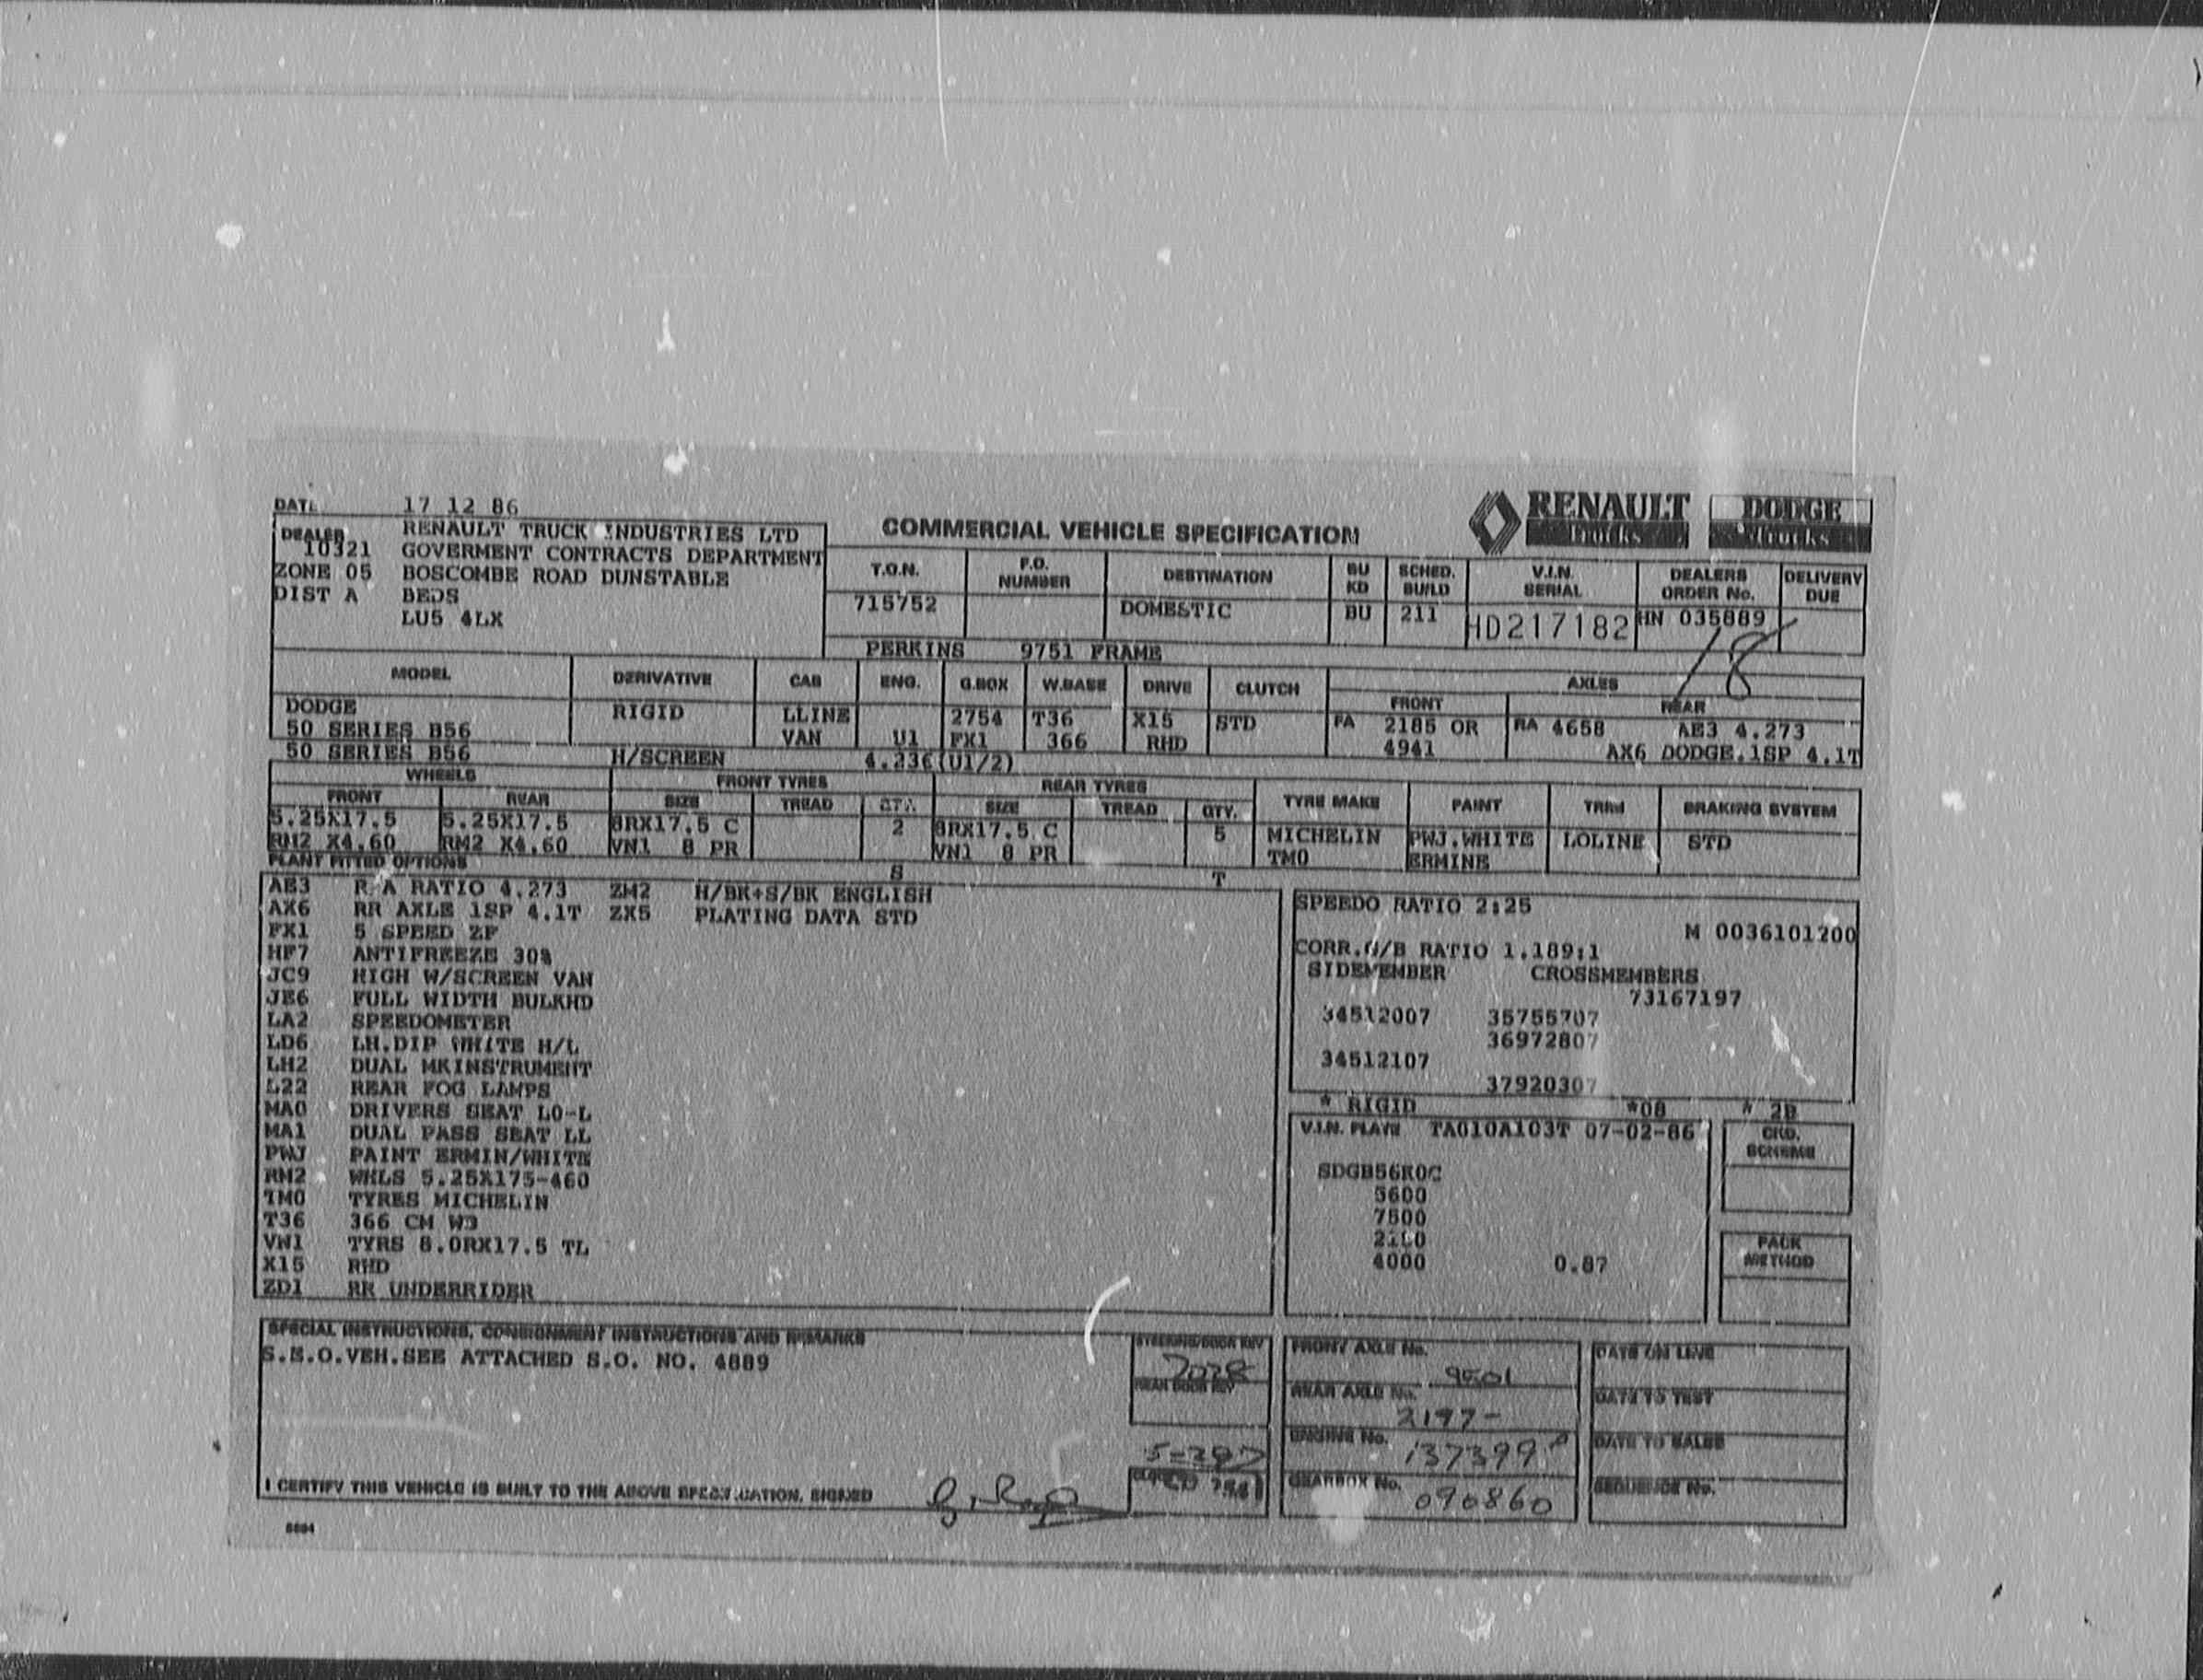 DATE 17 12 86
RENAULT Trucks
DODGE Trucks
COMMERCIAL VEHICLE SPECIFICATION
DEALER RENAULT TRUCK INDUSTRIES LTD
10321 GOVERMENT CONTRACTS DEPARTMENT
ZONE 05 BOSCOMBE ROAD DUNSTABLE
DIST A BEDS
LU5 4LX
T.O.N. F.O. NUMBER DESTINATION BU KD SCHED. BUILD V.I.N. SERIAL DEALERS ORDER No. DELIVERY DUE
715752 DOMESTIC BU 211 HD217182 HN 035889
18
PERKINS 9751 FRAME
MODEL DERIVATIVE CAB ENG. G.BOX W.BASE DRIVE CLUTCH AXLES
FRONT REAR
DODGE RIGID LLINE 2754 T36 X15 STD FA 2185 OR RA 4658 AE3 4.273
50 SERIES B56 VAN U1 FX1 366 RHD 4941 AX6 DODGE.1SP 4.1T
50 SERIES B56 H/SCREEN 4.236(U1/2)
WHEELS FRONT TYRES REAR TYRES TYRE MAKE PAINT TRIM BRAKING SYSTEM
FRONT REAR SIZE TREAD QTY. SIZE TREAD QTY.
5.25X17.5 5.25X17.5 8RX17.5 C 2 8RX17.5 C 5 MICHELIN PWJ.WHITE LOLINE STD
RM2 X4.60 RM2 X4.60 VN1 8 PR VN1 8 PR TM0 ERMINE
PLANT FITTED OPTIONS S T
AE3 R A RATIO 4.273 ZM2 H/BK+S/BK ENGLISH
AX6 RR AXLE 1SP 4.1T ZX5 PLATING DATA STD
FX1 5 SPEED ZF
HF7 ANTIFREEZE 30%
JC9 HIGH W/SCREEN VAN
JE6 FULL WIDTH BULKHD
LA2 SPEEDOMETER
LD6 LH.DIP WHITE H/L
LH2 DUAL MKINSTRUMENT
L22 REAR FOG LAMPS
MA0 DRIVERS SEAT LO-L
MA1 DUAL PASS SEAT LL
PWJ PAINT ERMIN/WHITE
RM2 WHLS 5.25X175-460
TM0 TYRES MICHELIN
T36 366 CM WB
VN1 TYRS 8.0RX17.5 TL
X15 RHD
ZD1 RR UNDERRIDER
SPEEDO RATIO 2:25
M 0036101200
CORR.G/B RATIO 1.189:1
SIDEMEMBER CROSSMEMBERS
73167197
34512007 35755707
36972807
34512107
37920307
* RIGID *08 * 2B
V.I.N. PLATE TA010A103T 07-02-86
SDGB56K0C
5600
7500
4000 0.87
ORD. SCHEME
PACK METHOD
SPECIAL INSTRUCTIONS, CONSIGNMENT INSTRUCTIONS AND REMARKS
S.E.O.VEH.SEE ATTACHED S.O. NO. 4889
I CERTIFY THIS VEHICLE IS BUILT TO THE ABOVE SPECIFICATION. SIGNED
STEERING/DOOR KEY
REAR DOOR KEY
FRONT AXLE No. 9501
REAR AXLE No. 2197-
ENGINE No. 137399
GEARBOX No. 090860
DATE ON LINE
DATE TO TEST
DATE TO SALES
SEQUENCE No.